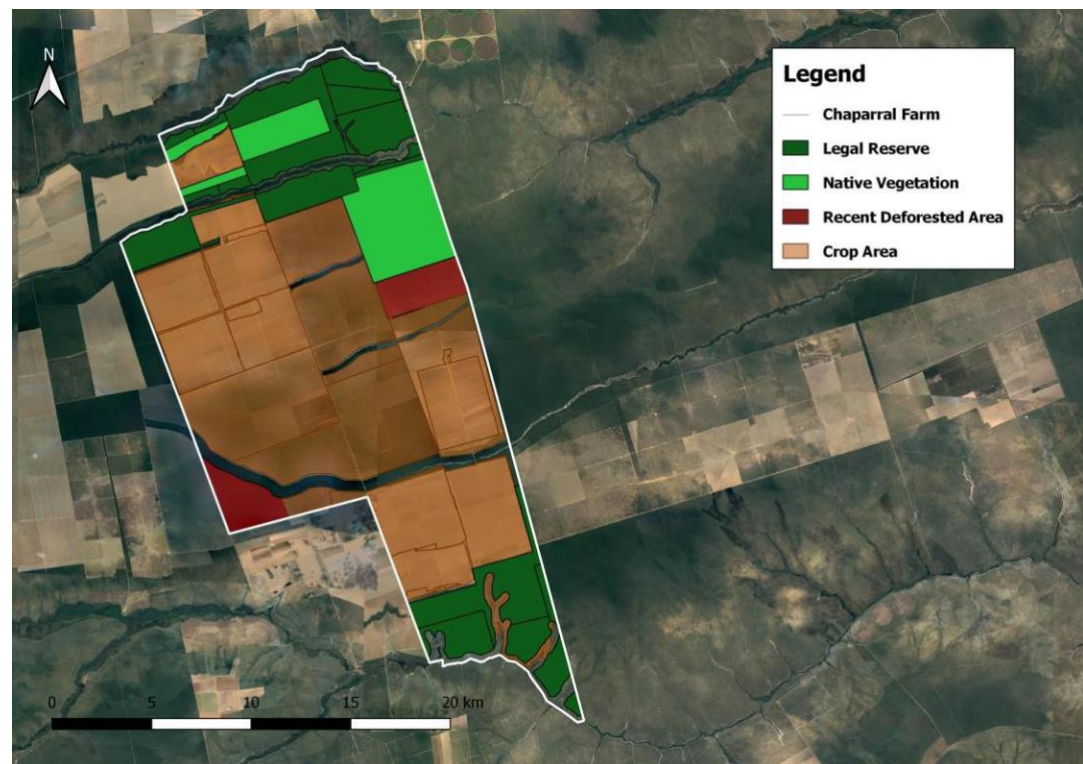 N
Legend
Chaparral Farm
Legal Reserve
Native Vegetation
Recent Deforested Area
Crop Area
0 5 10 15 20 km